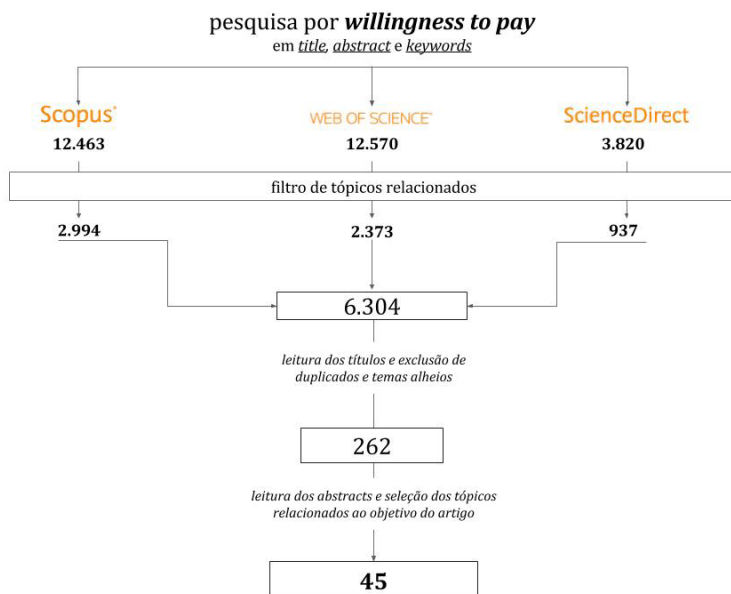 pesquisa por willingness to pay
em title, abstract e keywords
Scopus®
WEB OF SCIENCE™
ScienceDirect
12.463
12.570
3.820
filtro de tópicos relacionados
2.994
2.373
937
6.304
leitura dos títulos e exclusão de
duplicados e temas alheios
262
leitura dos abstracts e seleção dos tópicos
relacionados ao objetivo do artigo
45